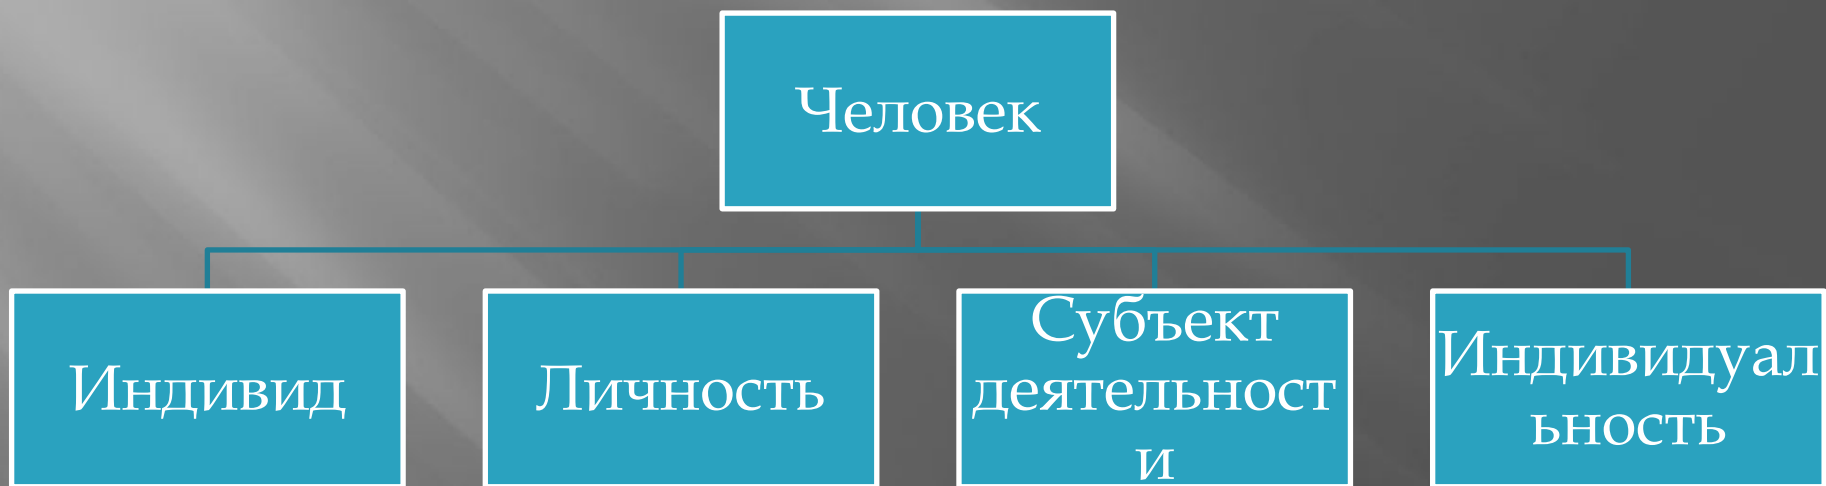 Человек
Индивид
Личность
Субъект
деятельност
и
Индивидуал
ьность